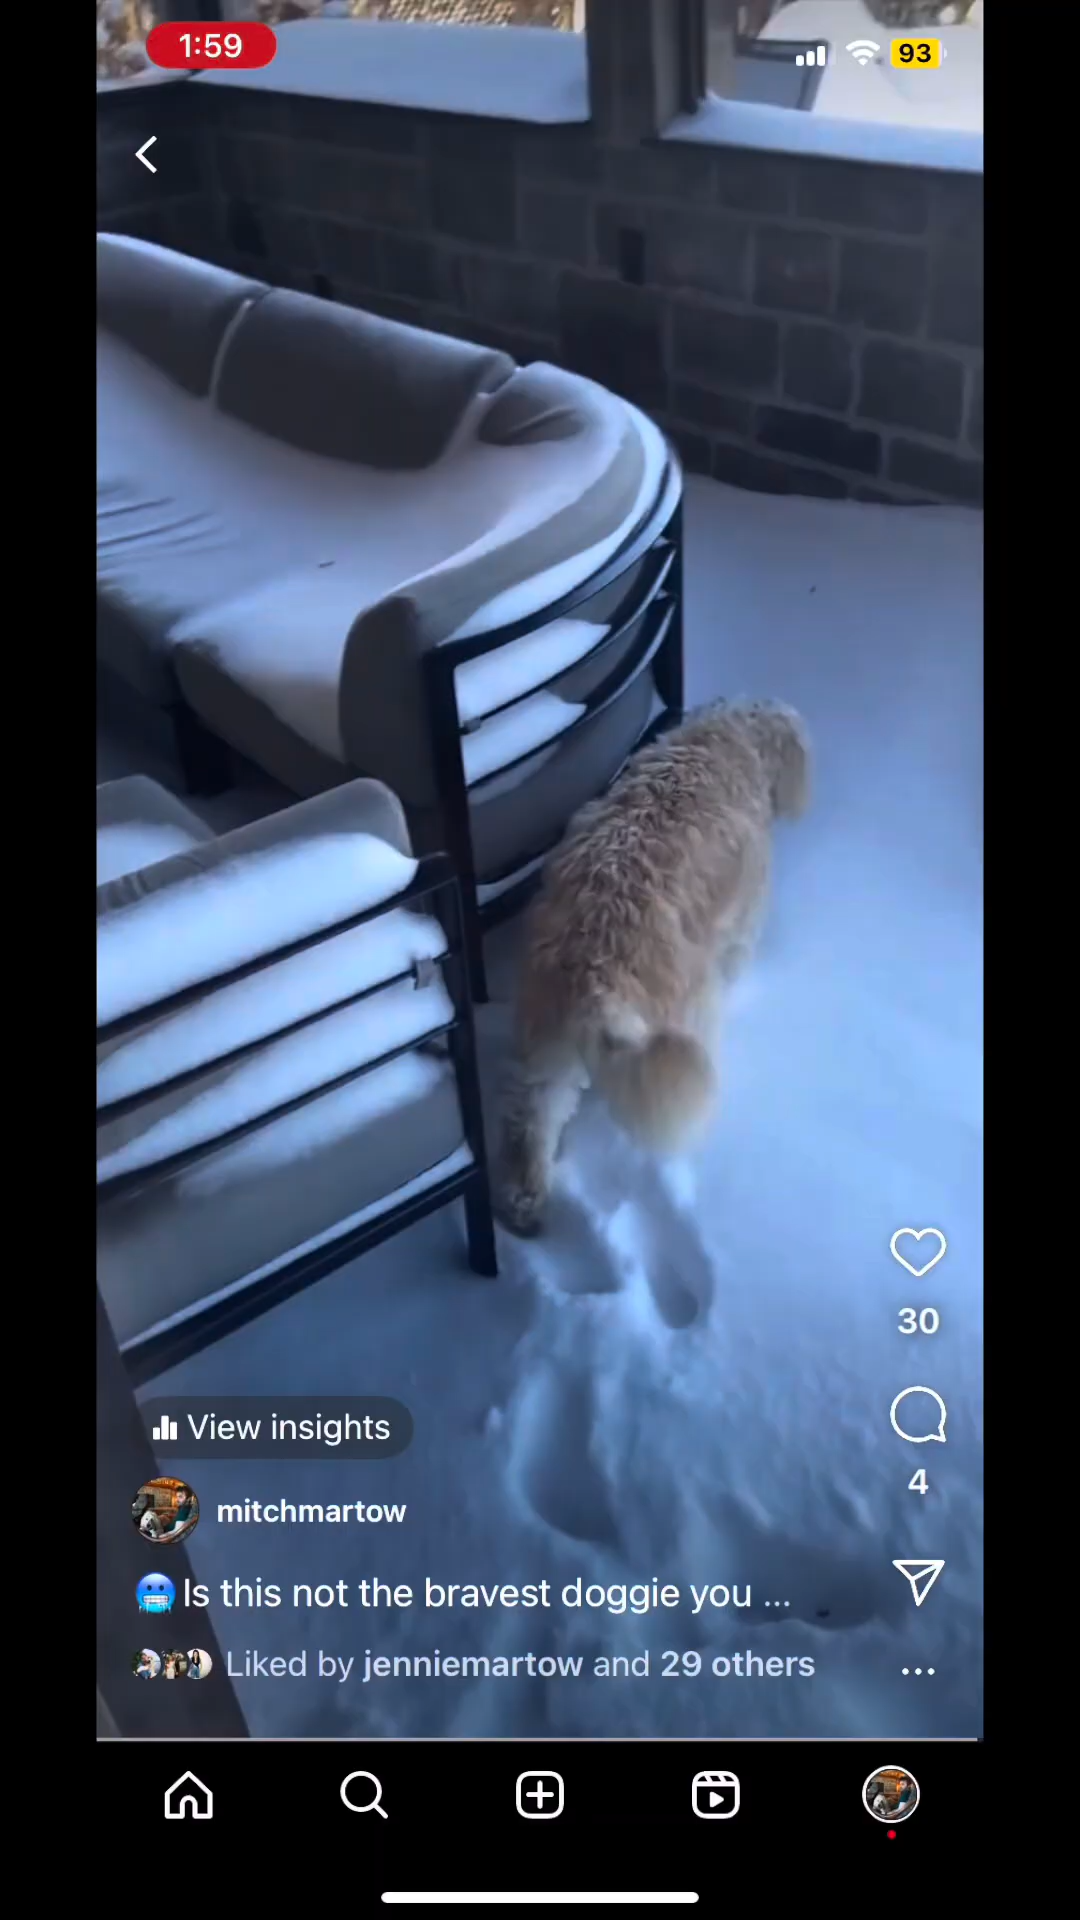 1:59
93
30
4
View insights
mitchmartow
🥶Is this not the bravest doggie you ...
Liked by jenniemartow and 29 others